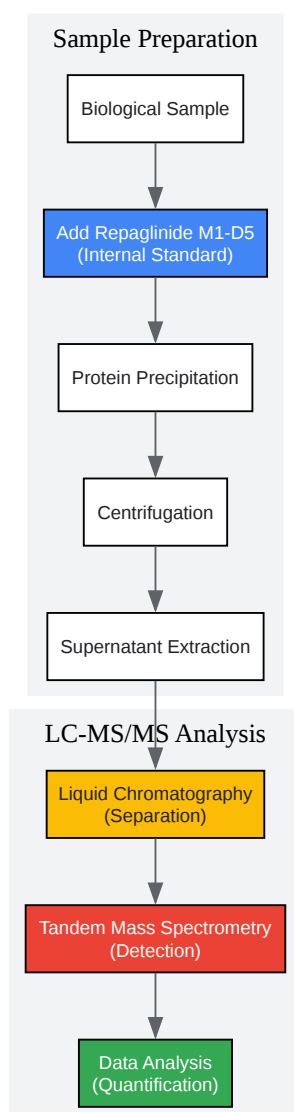 Sample Preparation
Biological Sample
Add Repaglinide M1-D5
(Internal Standard)
Protein Precipitation
Centrifugation
Supernatant Extraction
LC-MS/MS Analysis
Liquid Chromatography
(Separation)
Tandem Mass Spectrometry
(Detection)
Data Analysis
(Quantification)